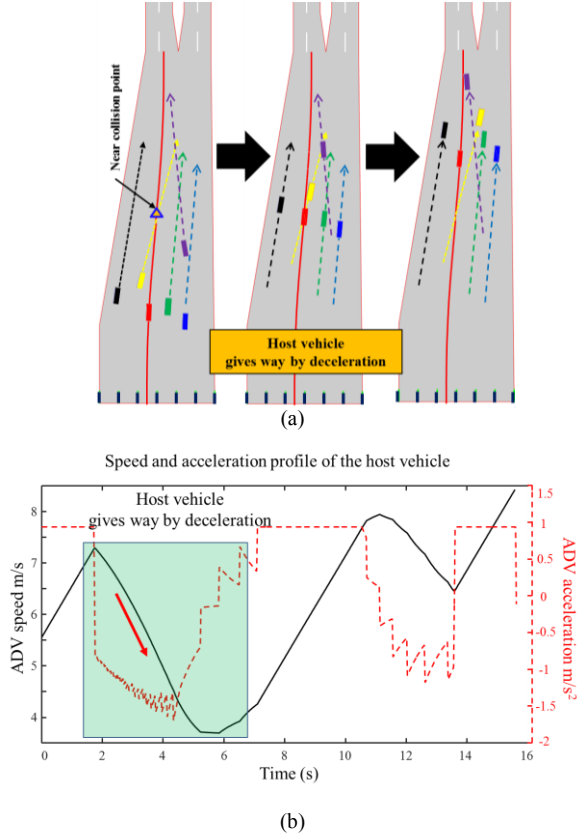 Near collision point
Host vehicle
gives way by deceleration
(a)
Speed and acceleration profile of the host vehicle
Host vehicle
gives way by deceleration
ADV speed m/s
8
7
5
4
1.5
1
0.5
0
-0.5
-1
-1.5
-2
ADV acceleration m/s²
0
2
4
6
8
10
12
14
16
Time (s)
(b)